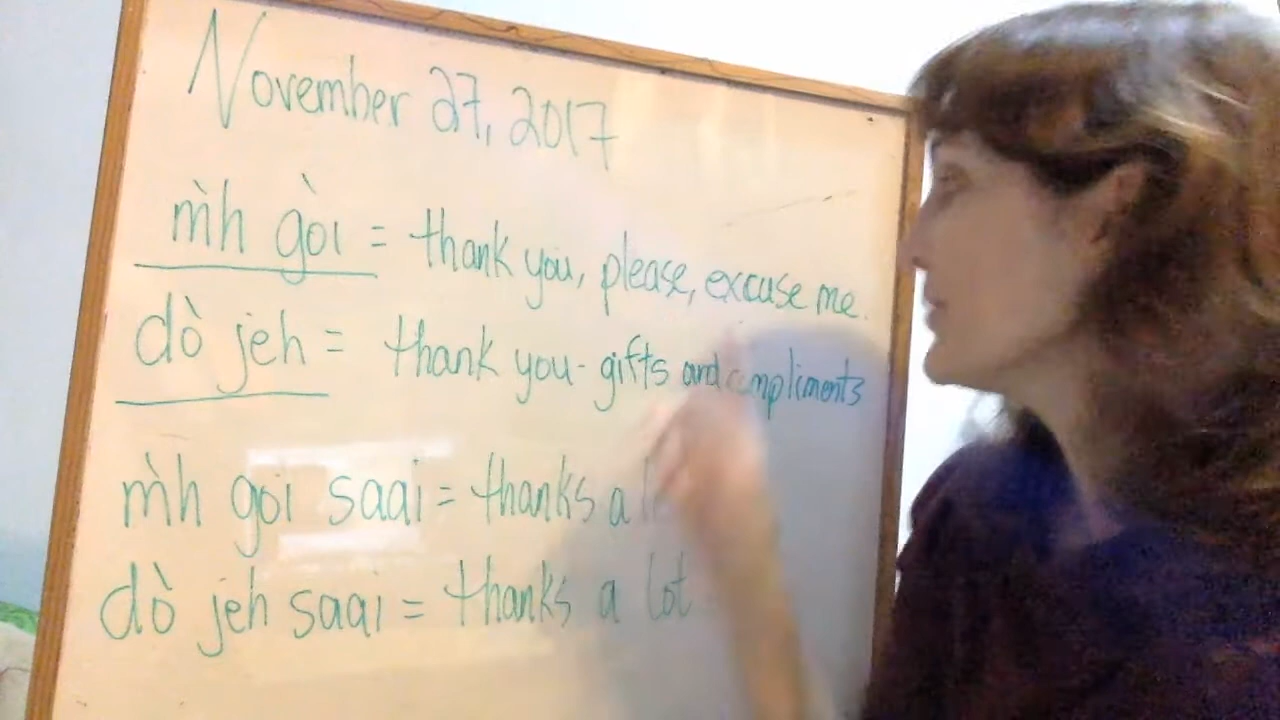 November 27, 2017
m̀h gòi = thank you, please, excuse me.
dò jeh = thank you - gifts and compliments
m̀h goi saai = thanks a
dò jeh saai = thanks a lot